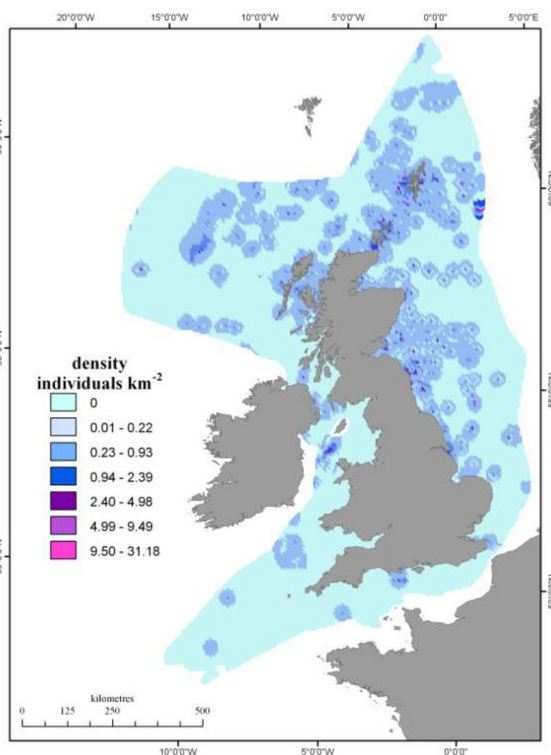 20°0'0"W 15°0'0"W 10°0'0"W 5°0'0"W 0°0'0" 5°0'0"E
density
individuals km-2
0
0.01 - 0.22
0.23 - 0.93
0.94 - 2.39
2.40 - 4.98
4.99 - 9.49
9.50 - 31.18
kilometres
0 125 250 500
10°0'0"W 5°0'0"W 0°0'0"